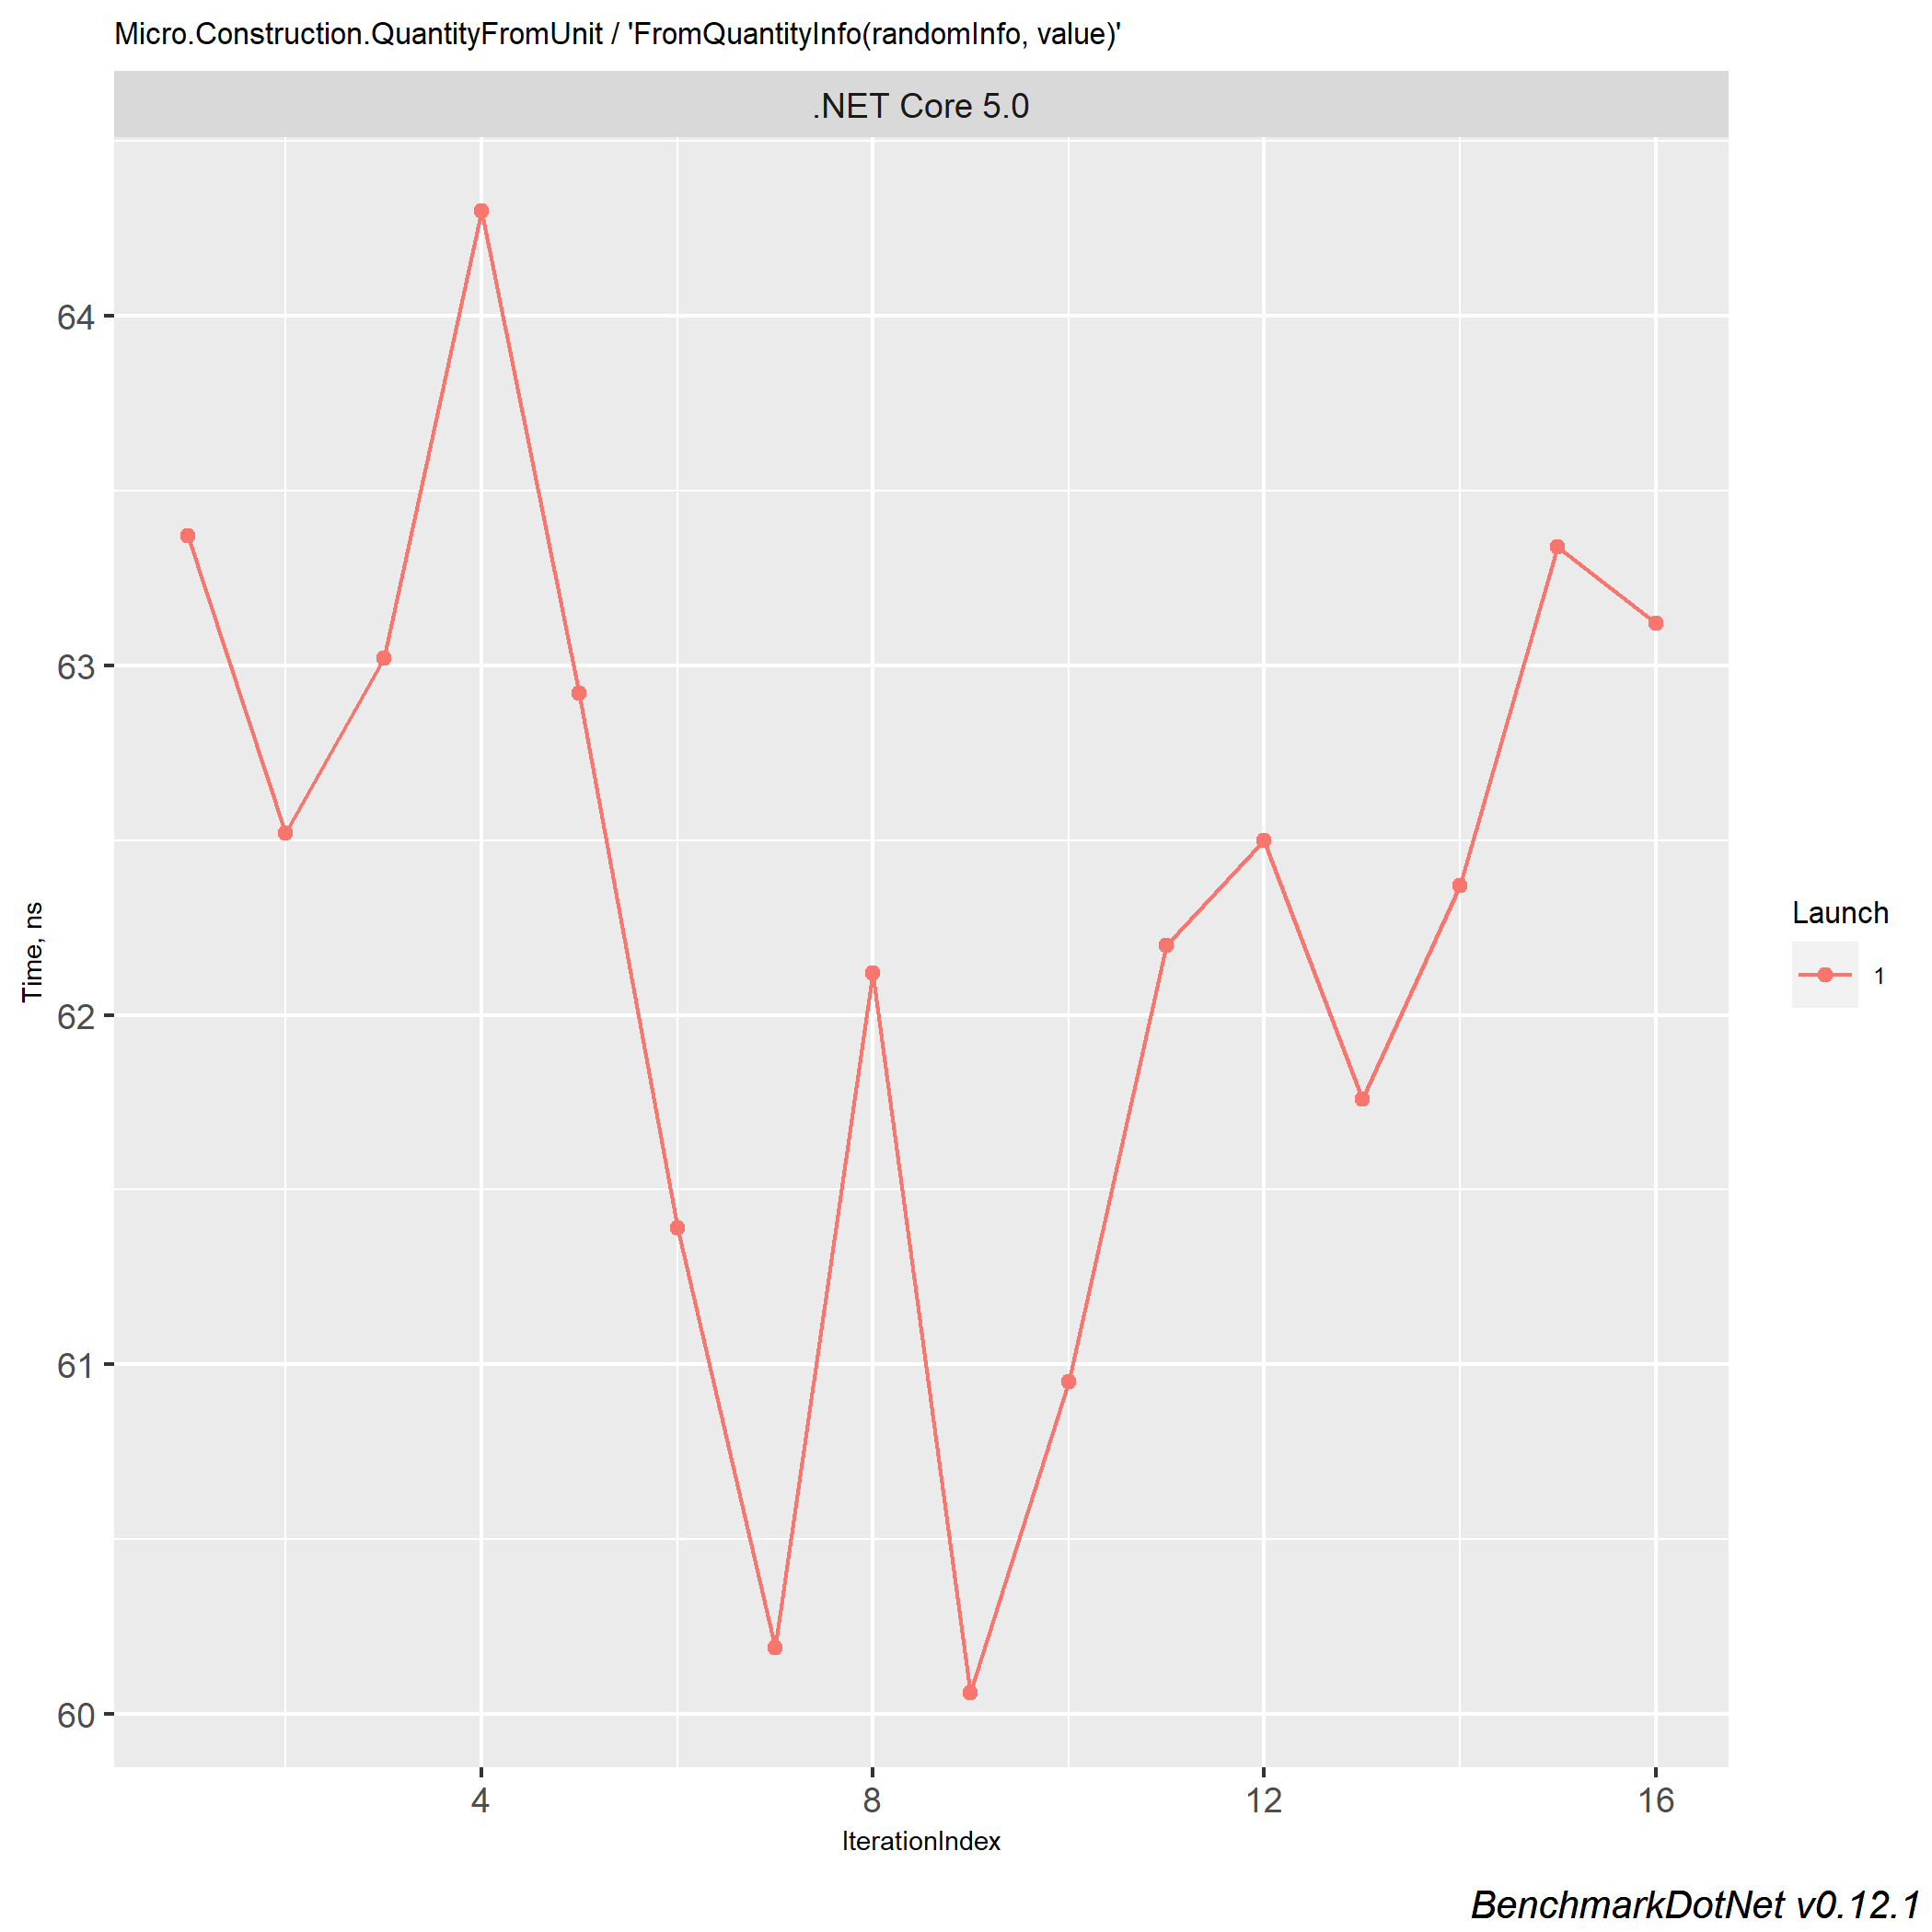 Micro.Construction.QuantityFromUnit / 'FromQuantityInfo(randomInfo, value)'
.NET Core 5.0
64
63
62
61
60
Time, ns
4 8 12 16
IterationIndex
Launch
1
BenchmarkDotNet v0.12.1